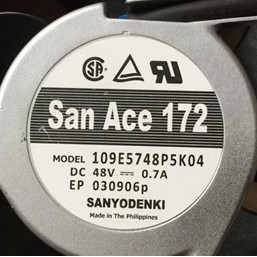 San Ace 172
MODEL 109E5748P5K04
DC 48V ⎓ 0.7A
EP 030906p
SANYODENKI
Made in The Philippines